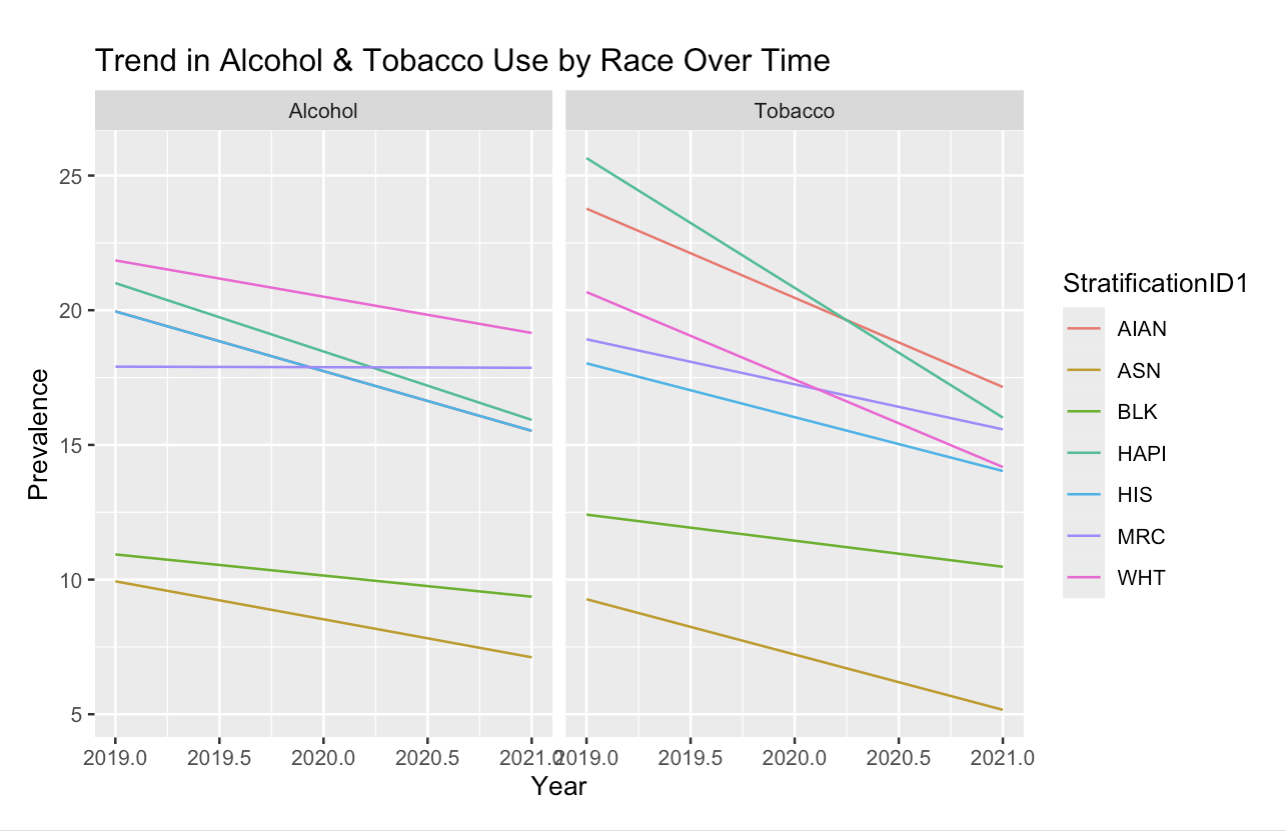 Trend in Alcohol & Tobacco Use by Race Over Time
Alcohol Tobacco
25
20
15
10
5
Prevalence
2019.0 2019.5 2020.0 2020.5 2021.0 2019.0 2019.5 2020.0 2020.5 2021.0
Year
StratificationID1
AIAN
ASN
BLK
HAPI
HIS
MRC
WHT